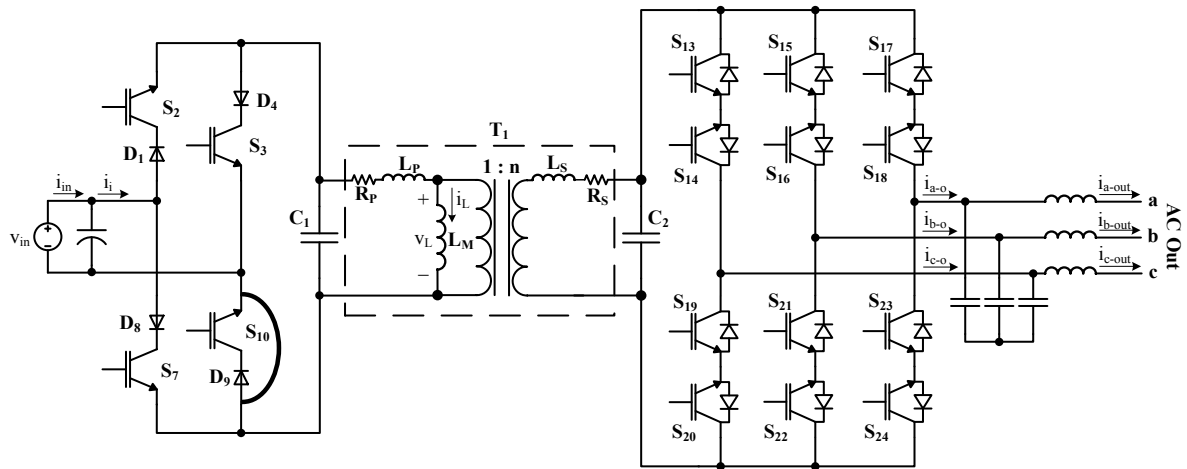 S13
S15
S17
S2
D4
T1
D1
S3
LP
1 : n
LS
S14
S16
S18
iin
ii
RP
+
iL
RS
ia-o
ia-out
a
C1
vL
LM
C2
ib-o
ib-out
b
vin
−
ic-o
ic-out
c
AC Out
D8
S10
S19
S21
S23
S7
D9
S20
S22
S24